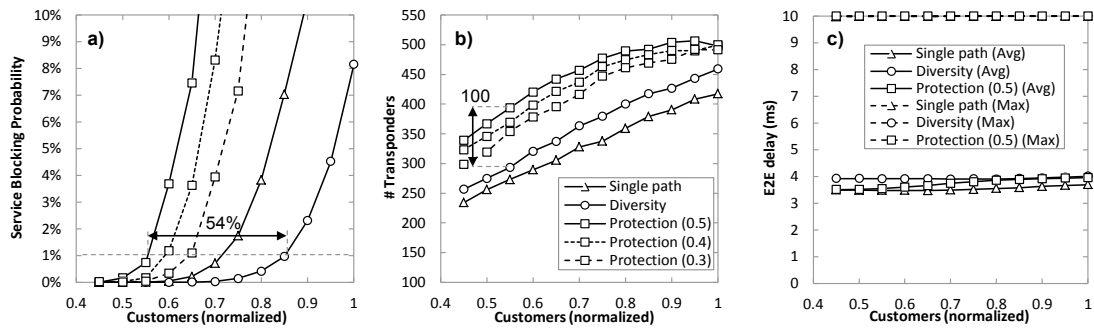 a)
Service Blocking Probability
10%
9%
8%
7%
6%
5%
4%
3%
2%
1%
0%
54%
0.4 0.5 0.6 0.7 0.8 0.9 1
Customers (normalized)
b)
# Transponders
550
500
450
400
350
300
250
200
150
100
100
Single path
Diversity
Protection (0.5)
Protection (0.4)
Protection (0.3)
0.4 0.5 0.6 0.7 0.8 0.9 1
Customers (normalized)
c)
E2E delay (ms)
10
9
8
7
6
5
4
3
2
1
0
Single path (Avg)
Diversity (Avg)
Protection (0.5) (Avg)
Single path (Max)
Diversity (Max)
Protection (0.5) (Max)
0.4 0.5 0.6 0.7 0.8 0.9 1
Customers (normalized)